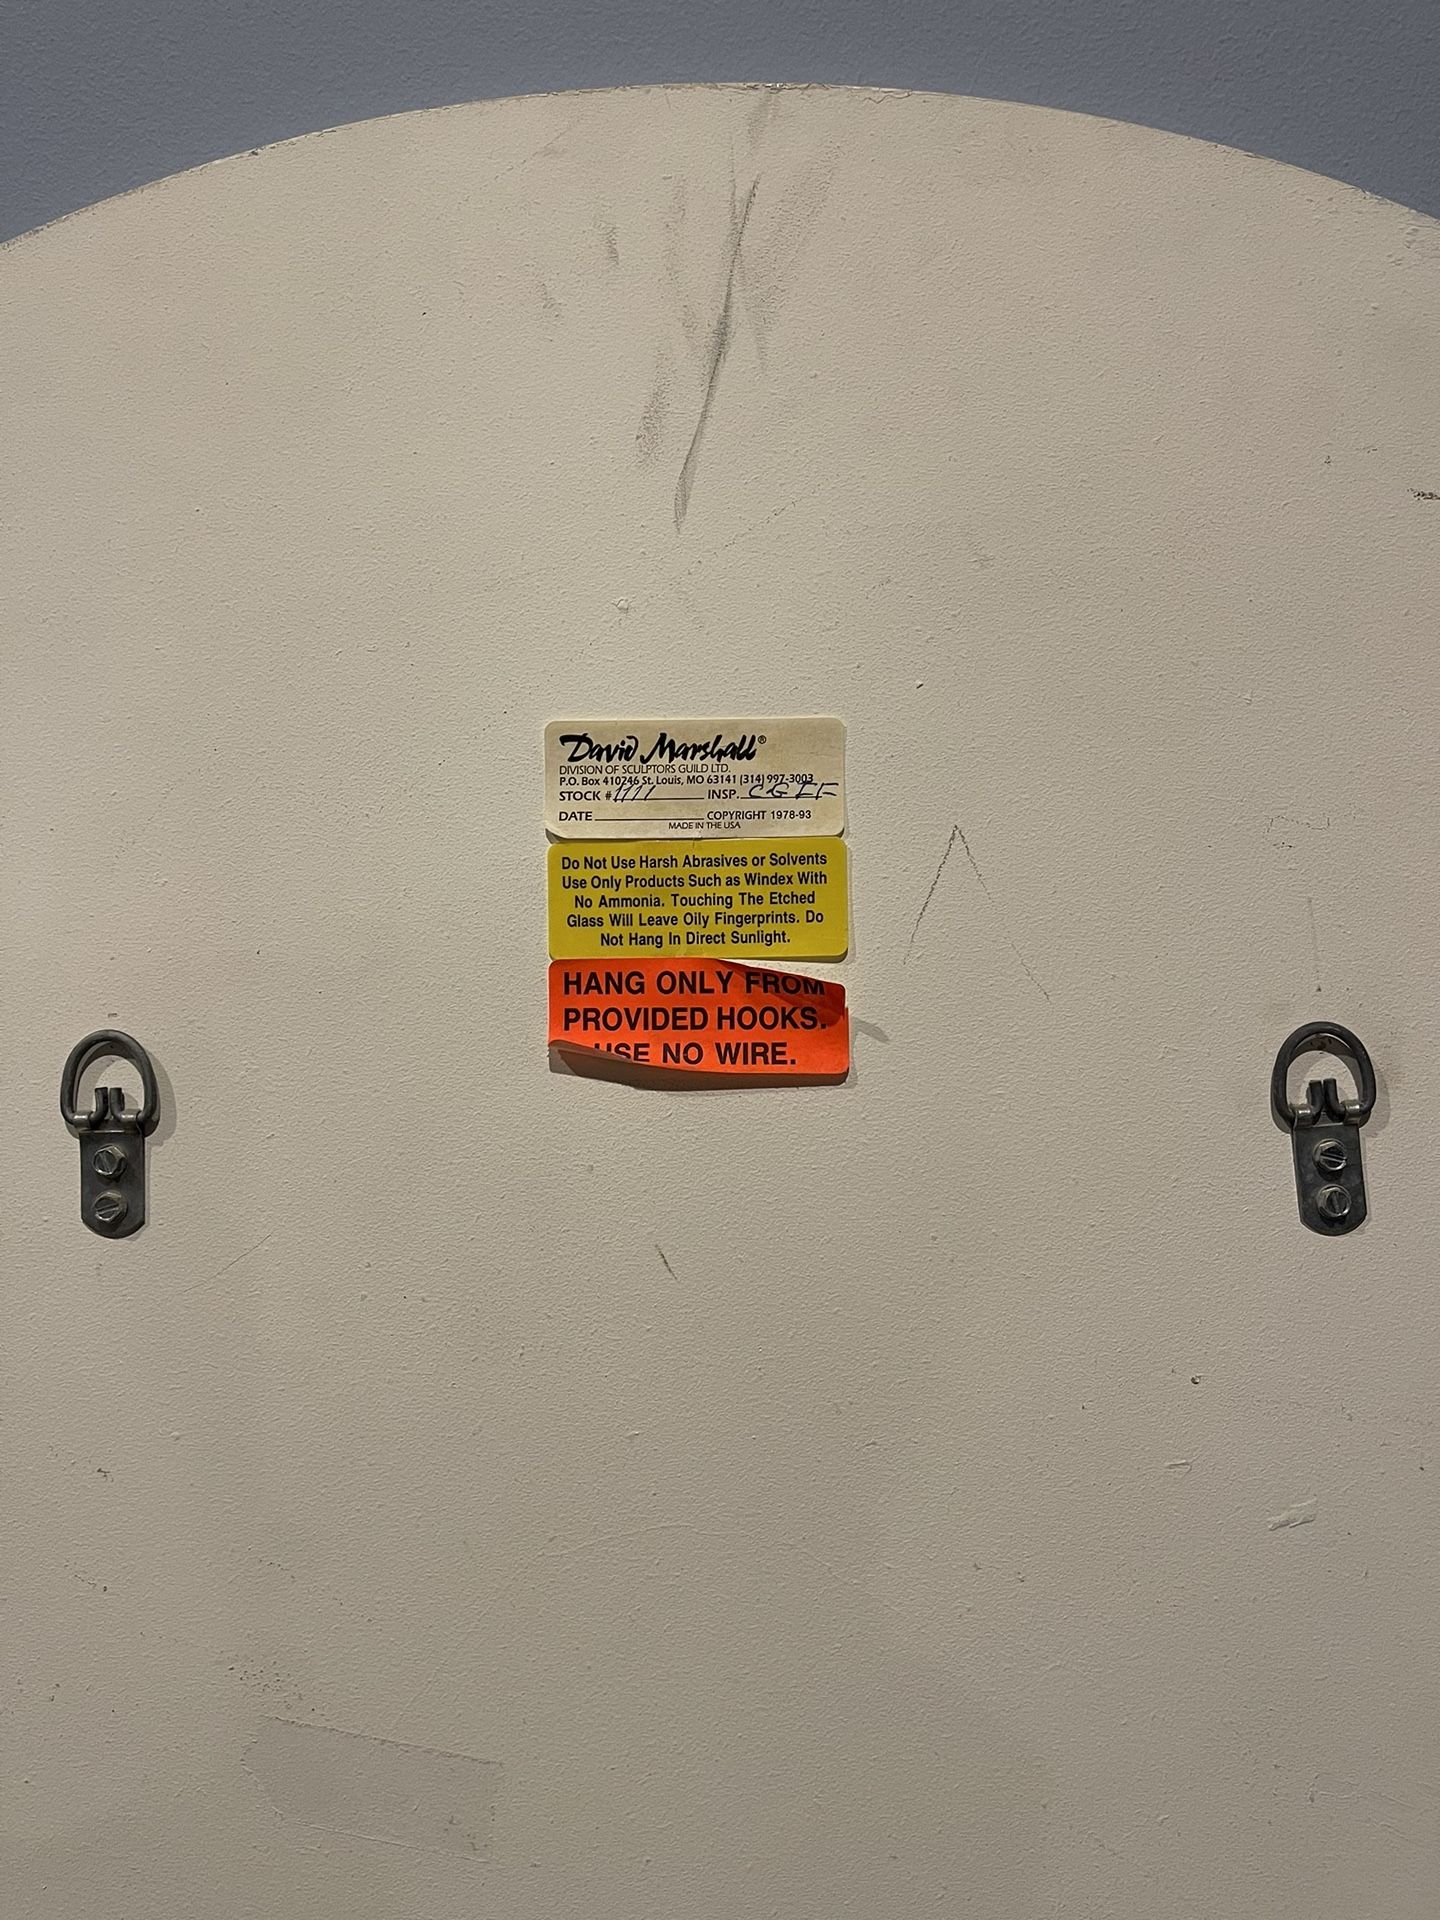 David Marshall®
DIVISION OF SCULPTORS GUILD LTD.
P.O. Box 410246 St. Louis, MO 63141 (314) 997-3003
STOCK # 1111 INSP.
DATE COPYRIGHT 1978-93
MADE IN THE USA
Do Not Use Harsh Abrasives or Solvents
Use Only Products Such as Windex With
No Ammonia. Touching The Etched
Glass Will Leave Oily Fingerprints. Do
Not Hang In Direct Sunlight.
HANG ONLY FROM
PROVIDED HOOKS.
USE NO WIRE.